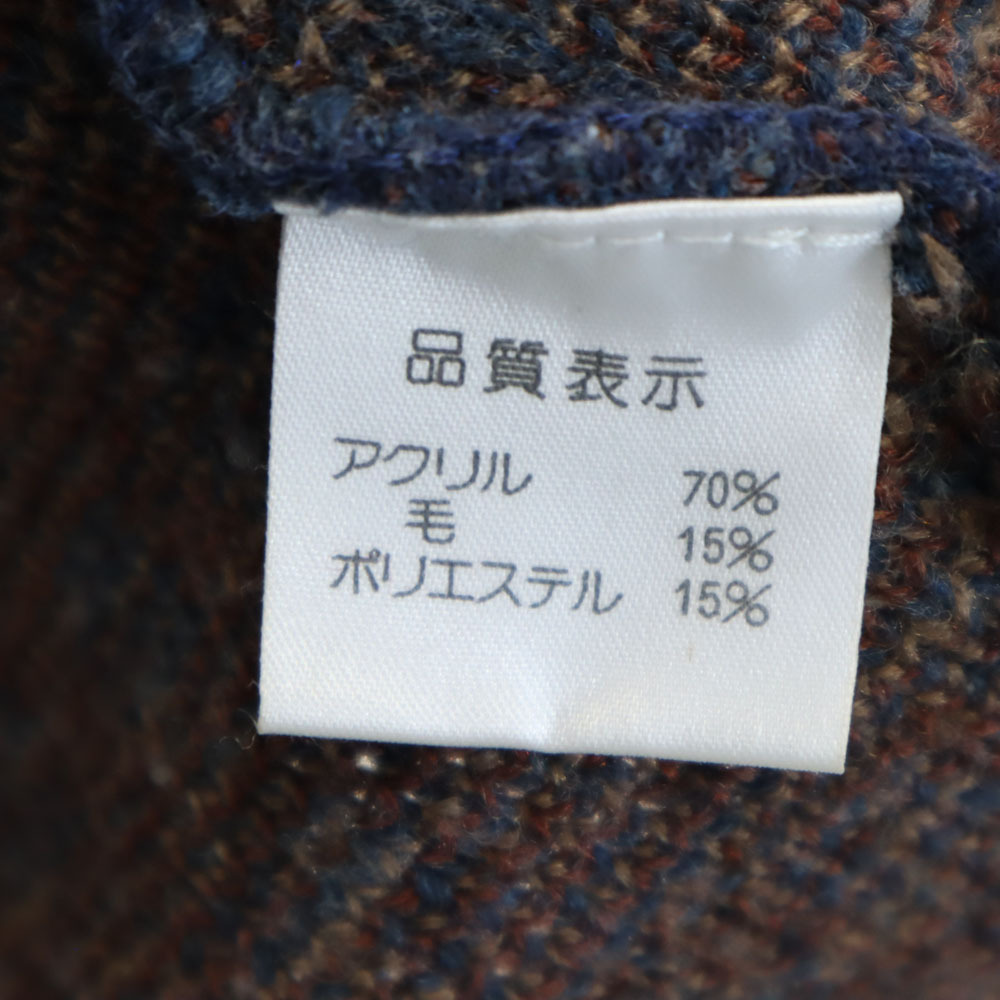 品質表示
アクリル 70%
毛 15%
ポリエステル 15%